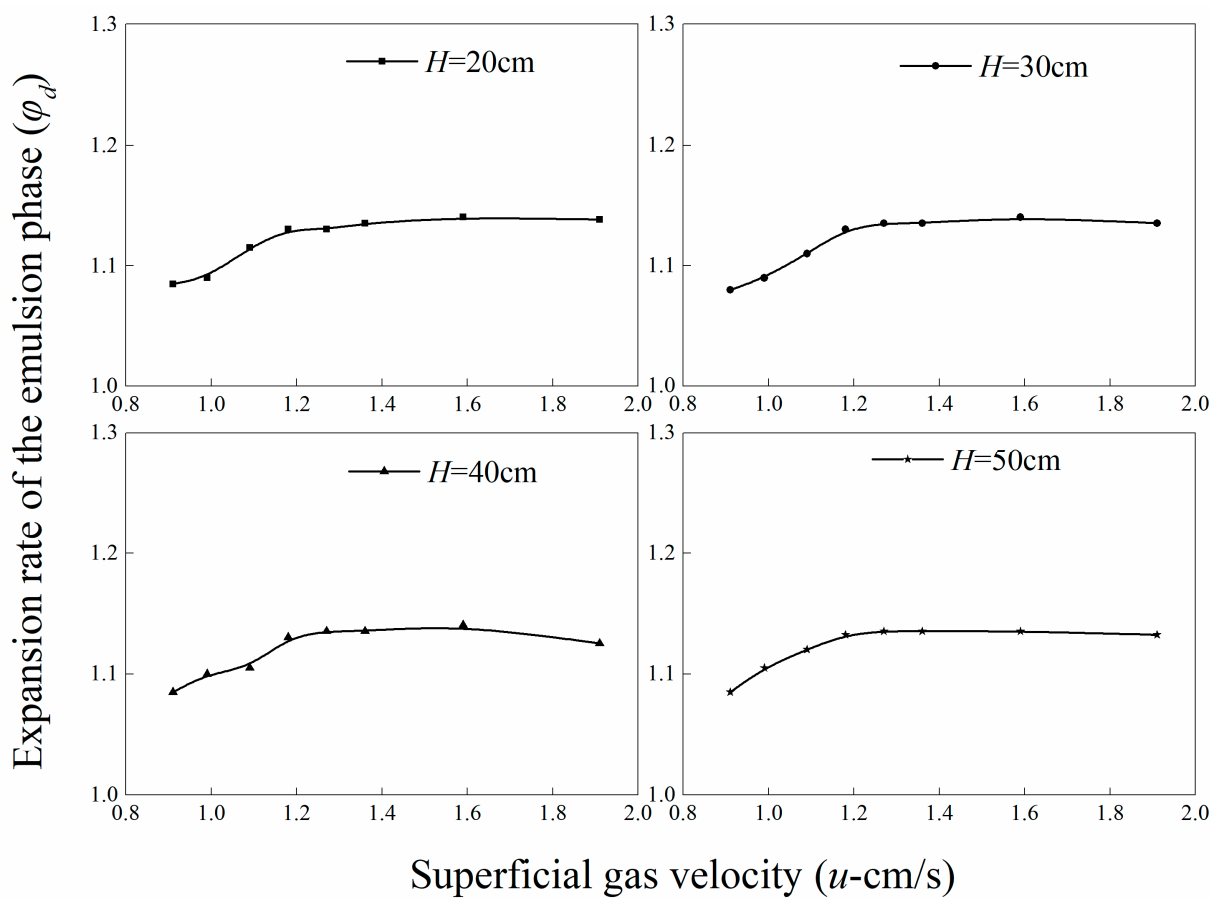 Expansion rate of the emulsion phase (φd)
1.3
1.2
1.1
1.0
0.8 1.0 1.2 1.4 1.6 1.8 2.0
H=20cm
1.3
1.2
1.1
1.0
0.8 1.0 1.2 1.4 1.6 1.8 2.0
H=30cm
1.3
1.2
1.1
1.0
0.8 1.0 1.2 1.4 1.6 1.8 2.0
H=40cm
1.3
1.2
1.1
1.0
0.8 1.0 1.2 1.4 1.6 1.8 2.0
H=50cm
Superficial gas velocity (u-cm/s)